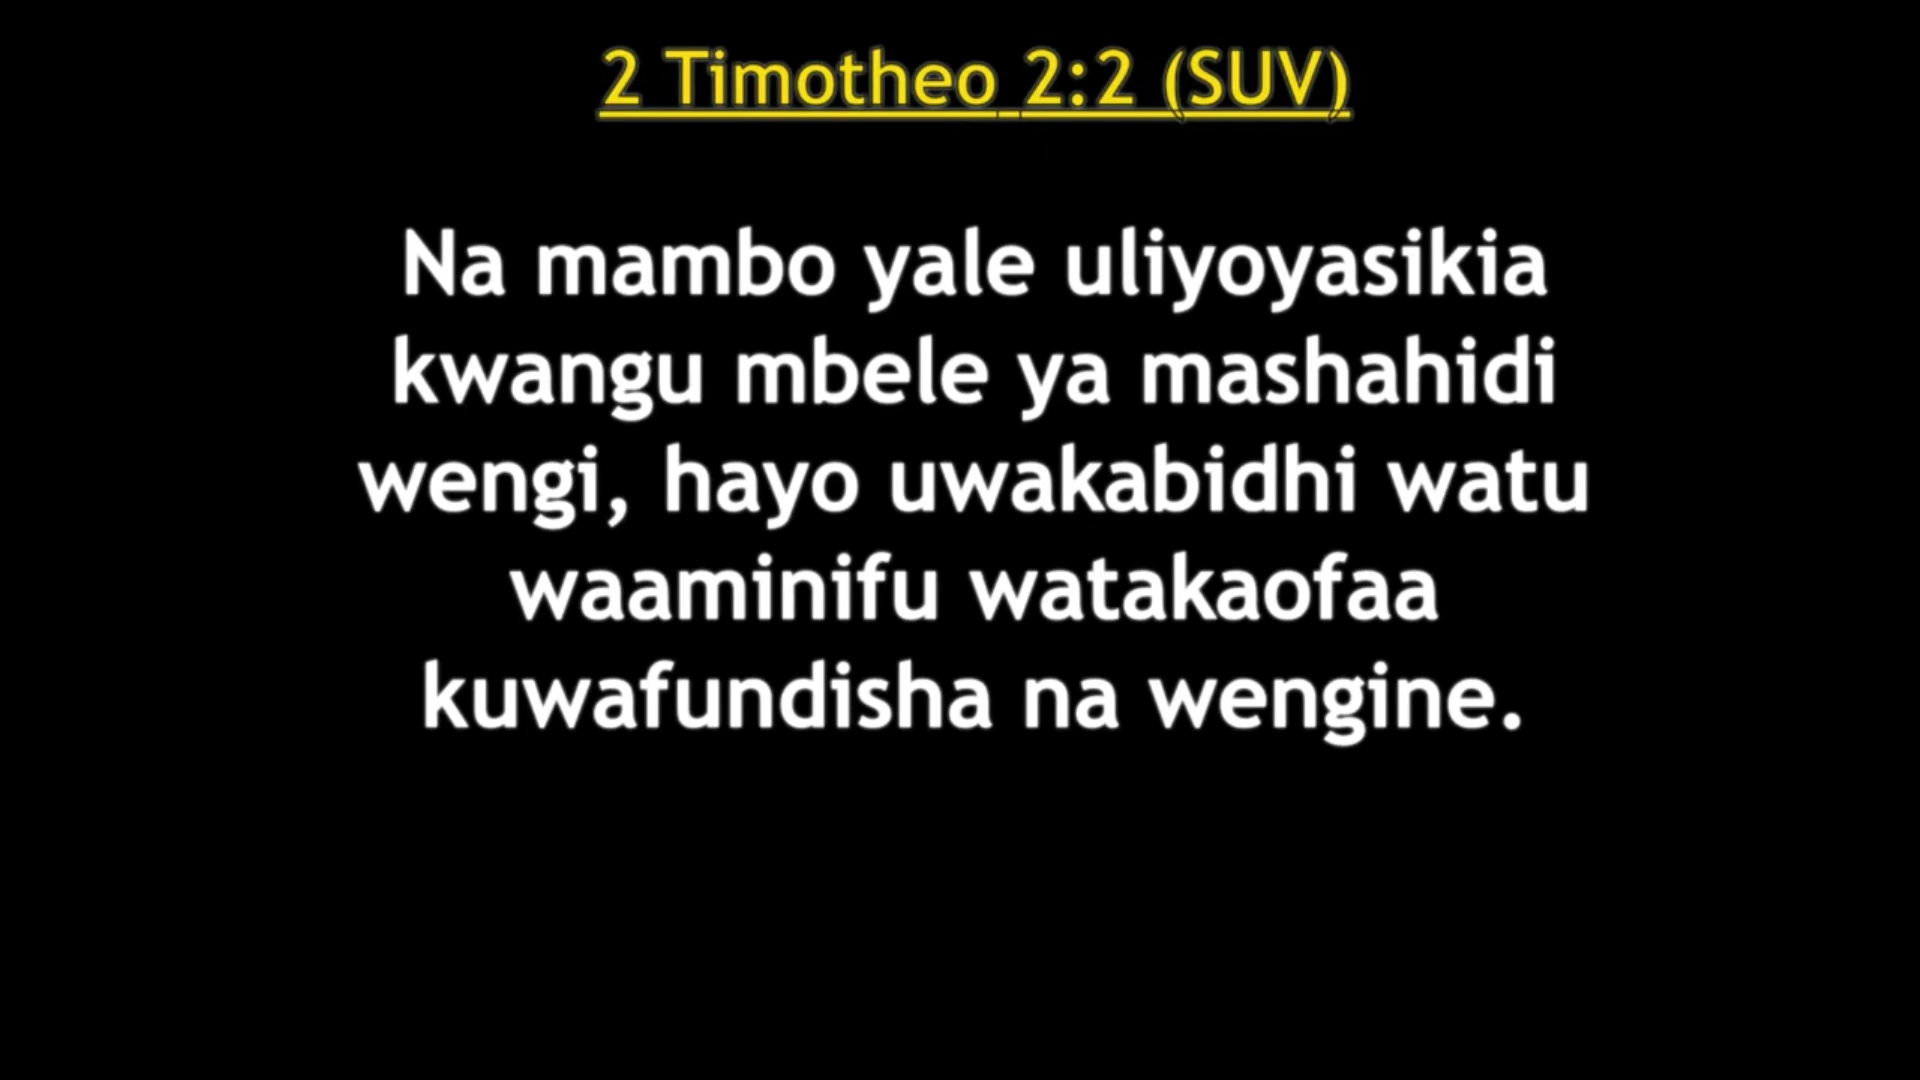 2 Timotheo 2:2 (SUV)
Na mambo yale uliyoyasikia
kwangu mbele ya mashahidi
wengi, hayo uwakabidhi watu
waaminifu watakaofaa
kuwafundisha na wengine.